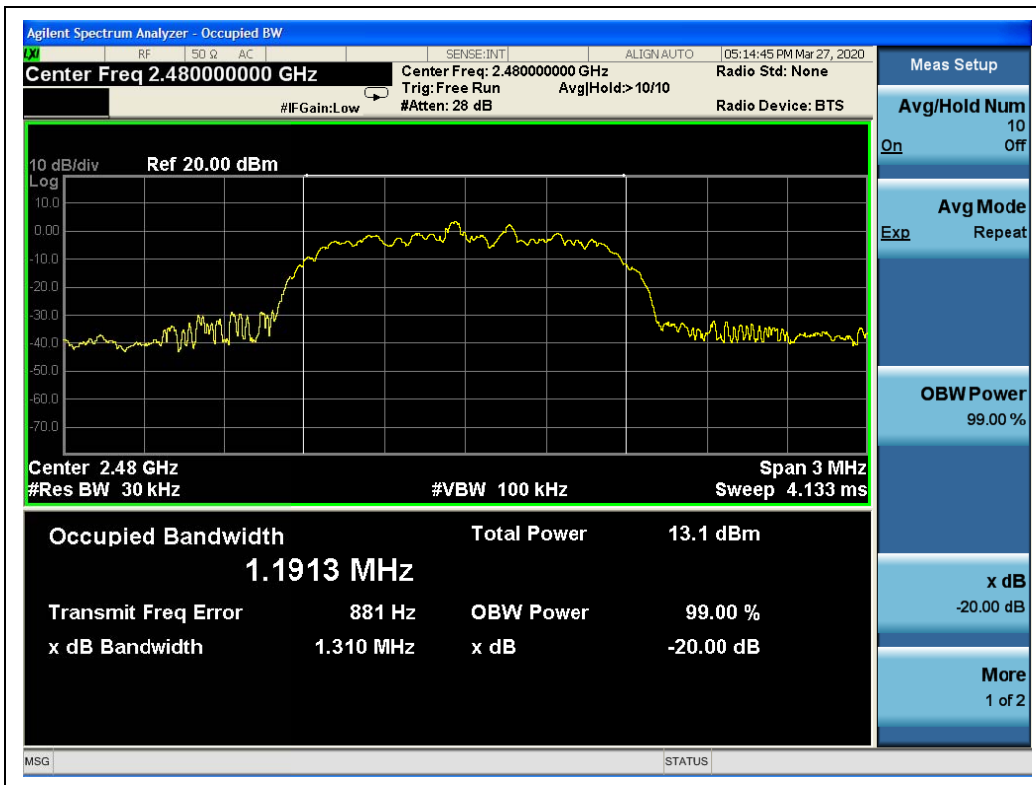 Agilent Spectrum Analyzer - Occupied BW
LXI RF 50 Ω AC SENSE:INT ALIGN AUTO 05:14:45 PM Mar 27, 2020
Center Freq 2.480000000 GHz
Center Freq: 2.480000000 GHz
Radio Std: None
Trig: Free Run Avg|Hold:> 10/10
#IFGain:Low
#Atten: 28 dB
Radio Device: BTS
10 dB/div Ref 20.00 dBm
Log
10.0
0.00
-10.0
-20.0
-30.0
-40.0
-50.0
-60.0
-70.0
Center 2.48 GHz
Span 3 MHz
#Res BW 30 kHz
#VBW 100 kHz
Sweep 4.133 ms
Occupied Bandwidth
1.1913 MHz
Total Power 13.1 dBm
Transmit Freq Error 881 Hz
OBW Power 99.00 %
x dB Bandwidth 1.310 MHz
x dB -20.00 dB
Meas Setup
Avg/Hold Num
10
On Off
Avg Mode
Exp Repeat
OBW Power
99.00 %
x dB
-20.00 dB
More
1 of 2
MSG
STATUS